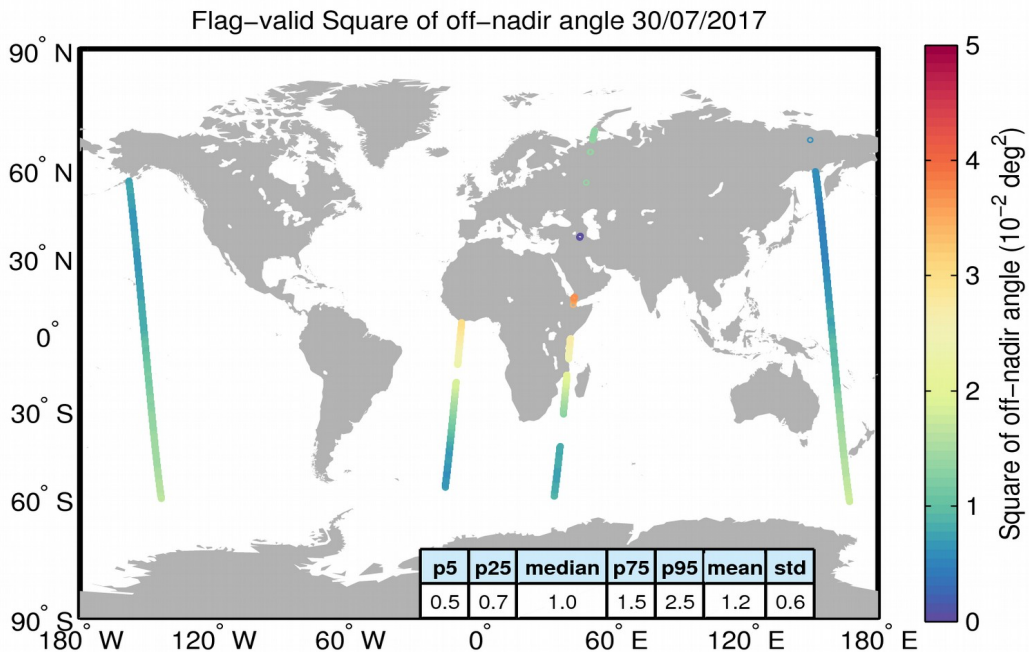 Flag−valid Square of off−nadir angle 30/07/2017
90° N
60° N
30° N
0°
30° S
60° S
90° S
180° W
120° W
60° W
0°
60° E
120° E
180° E
p5 p25 median p75 p95 mean std
0.5 0.7 1.0 1.5 2.5 1.2 0.6
5
4
3
2
1
0
Square of off−nadir angle (10⁻² deg²)